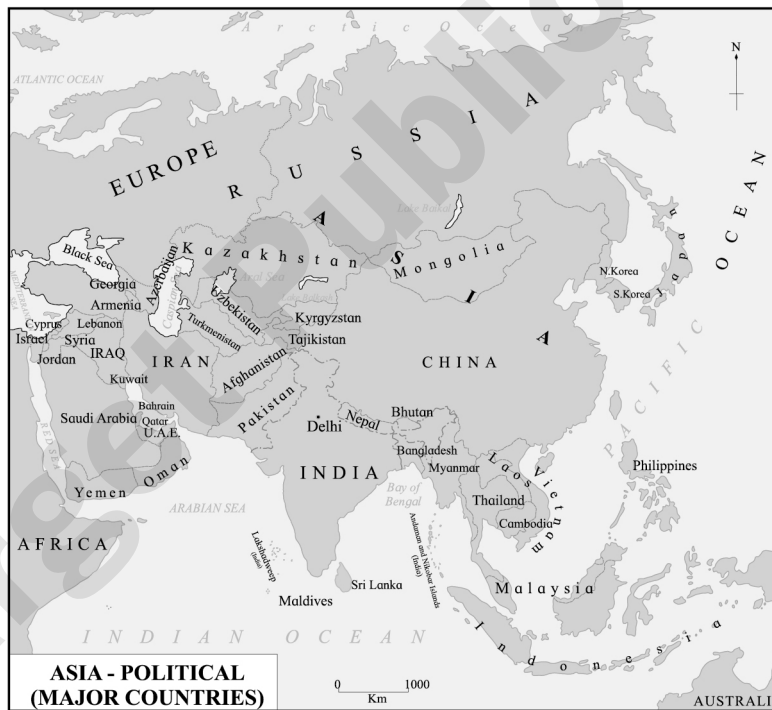 Arctic Ocean
ATLANTIC OCEAN
N
EUROPE
RUSSIA
ASIA
Lake Baikal
OCEAN
PACIFIC
Kazakhstan
Mongolia
Black Sea
Azerbaijan
Caspian Sea
Aral Sea
Georgia
Armenia
Uzbekistan
Turkmenistan
Kyrgyzstan
Tajikistan
N.Korea
S.Korea
Japan
Cyprus
Lebanon
Israel
Syria
Jordan
IRAQ
IRAN
Afghanistan
CHINA
Kuwait
Pakistan
Saudi Arabia
Bahrain
Qatar
U.A.E.
Delhi
Nepal
Bhutan
Bangladesh
Myanmar
INDIA
Laos
Vietnam
Thailand
Cambodia
Philippines
RED SEA
Yemen
Oman
ARABIAN SEA
Bay of
Bengal
AFRICA
Lakshadweep
(India)
Andaman and Nikobar Islands
(India)
Sri Lanka
Maldives
Malaysia
Indonesia
INDIAN OCEAN
ASIA - POLITICAL
(MAJOR COUNTRIES)
0 1000
Km
AUSTRALI